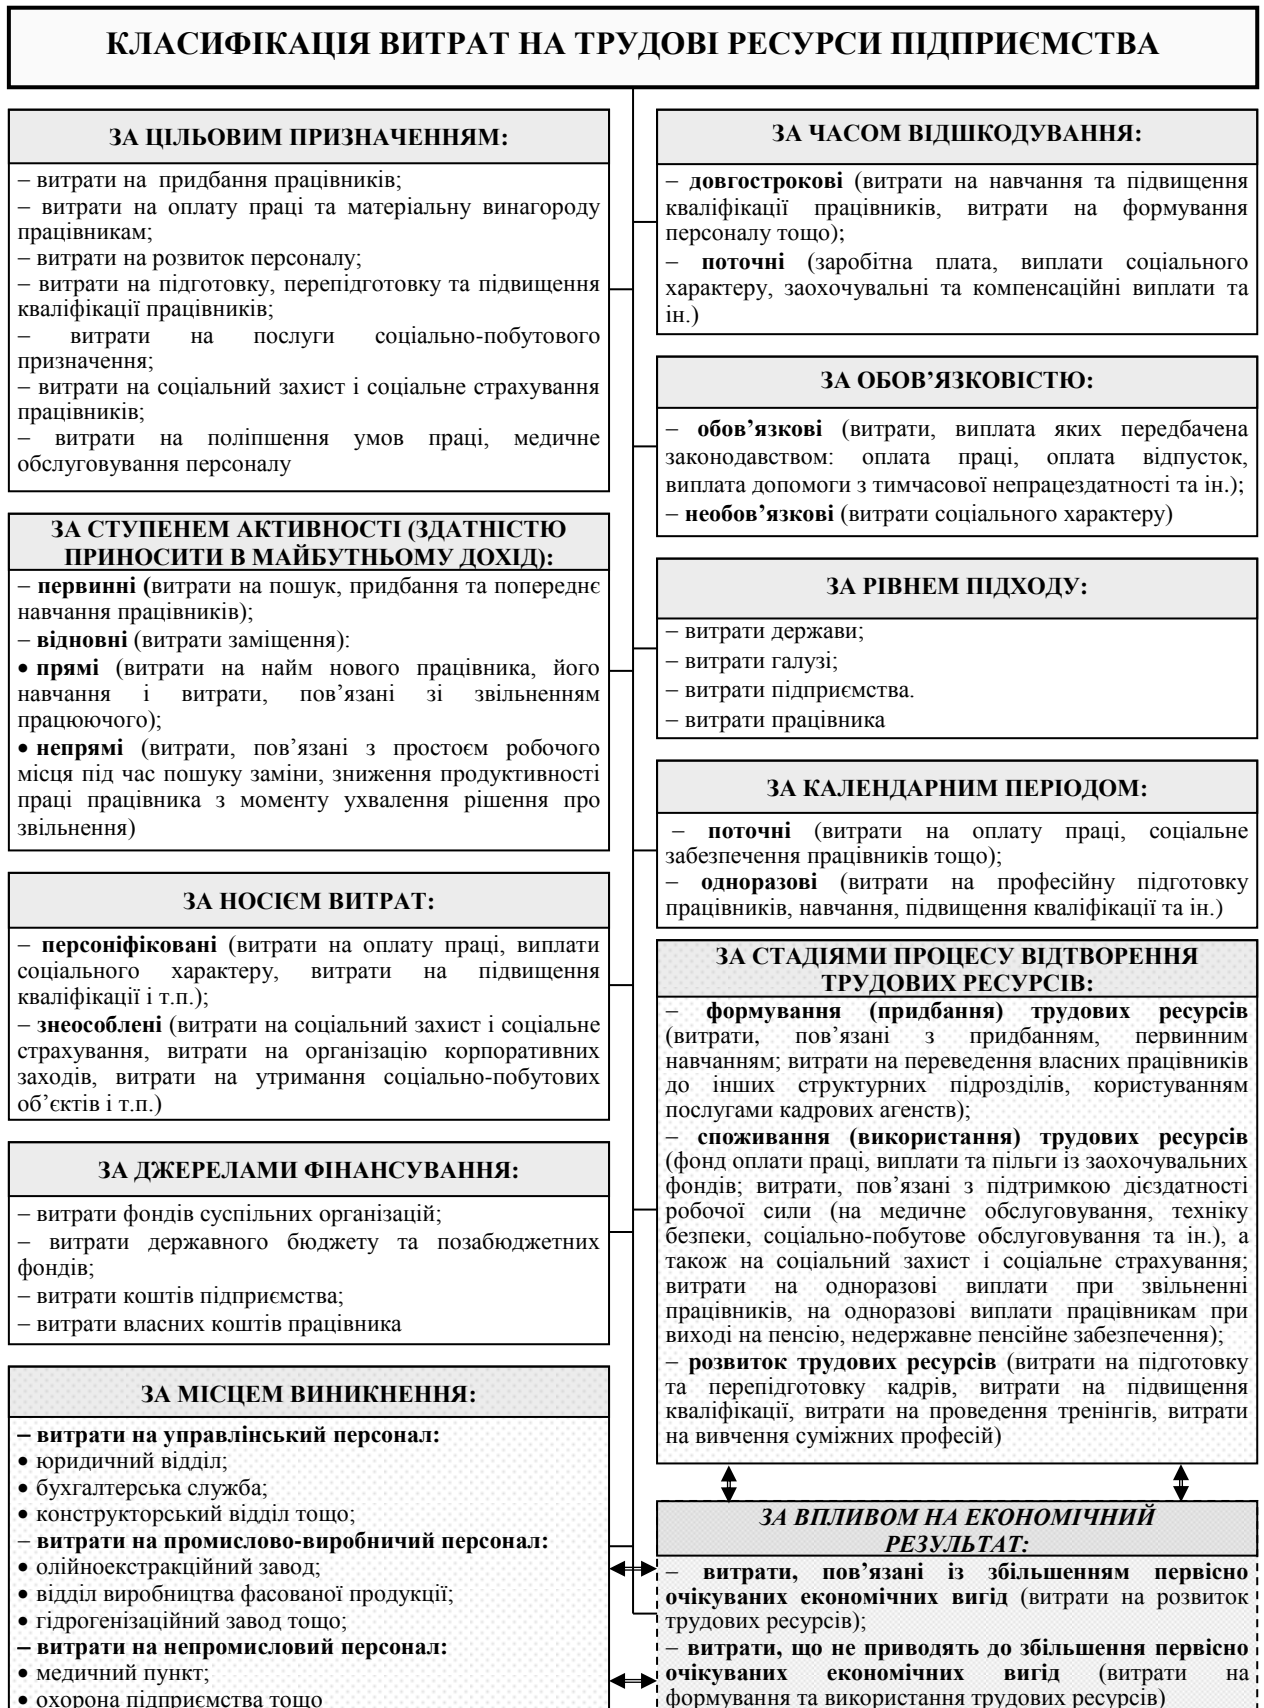 КЛАСИФІКАЦІЯ ВИТРАТ НА ТРУДОВІ РЕСУРСИ ПІДПРИЄМСТВА
ЗА ЦІЛЬОВИМ ПРИЗНАЧЕННЯМ:
– витрати на придбання працівників;
– витрати на оплату праці та матеріальну винагороду
працівникам;
– витрати на розвиток персоналу;
– витрати на підготовку, перепідготовку та підвищення
кваліфікації працівників;
– витрати на послуги соціально-побутового
призначення;
– витрати на соціальний захист і соціальне страхування
працівників;
– витрати на поліпшення умов праці, медичне
обслуговування персоналу
ЗА СТУПЕНЕМ АКТИВНОСТІ (ЗДАТНІСТЮ
ПРИНОСИТИ В МАЙБУТНЬОМУ ДОХІД):
– первинні (витрати на пошук, придбання та попереднє
навчання працівників);
– відновні (витрати заміщення):
• прямі (витрати на найм нового працівника, його
навчання і витрати, пов’язані зі звільненням
працюючого);
• непрямі (витрати, пов’язані з простоєм робочого
місця під час пошуку заміни, зниження продуктивності
праці працівника з моменту ухвалення рішення про
звільнення)
ЗА НОСІЄМ ВИТРАТ:
– персоніфіковані (витрати на оплату праці, виплати
соціального характеру, витрати на підвищення
кваліфікації і т.п.);
– знеособлені (витрати на соціальний захист і соціальне
страхування, витрати на організацію корпоративних
заходів, витрати на утримання соціально-побутових
об’єктів і т.п.)
ЗА ДЖЕРЕЛАМИ ФІНАНСУВАННЯ:
– витрати фондів суспільних організацій;
– витрати державного бюджету та позабюджетних
фондів;
– витрати коштів підприємства;
– витрати власних коштів працівника
ЗА МІСЦЕМ ВИНИКНЕННЯ:
– витрати на управлінський персонал:
• юридичний відділ;
• бухгалтерська служба;
• конструкторський відділ тощо;
– витрати на промислово-виробничий персонал:
• олійноекстракційний завод;
• відділ виробництва фасованої продукції;
• гідрогенізаційний завод тощо;
– витрати на непромисловий персонал:
• медичний пункт;
• охорона підприємства тощо
ЗА ЧАСОМ ВІДШКОДУВАННЯ:
– довгострокові (витрати на навчання та підвищення
кваліфікації працівників, витрати на формування
персоналу тощо);
– поточні (заробітна плата, виплати соціального
характеру, заохочувальні та компенсаційні виплати та
ін.)
ЗА ОБОВ’ЯЗКОВІСТЮ:
– обов’язкові (витрати, виплата яких передбачена
законодавством: оплата праці, оплата відпусток,
виплата допомоги з тимчасової непрацездатності та ін.);
– необов’язкові (витрати соціального характеру)
ЗА РІВНЕМ ПІДХОДУ:
– витрати держави;
– витрати галузі;
– витрати підприємства.
– витрати працівника
ЗА КАЛЕНДАРНИМ ПЕРІОДОМ:
– поточні (витрати на оплату праці, соціальне
забезпечення працівників тощо);
– одноразові (витрати на професійну підготовку
працівників, навчання, підвищення кваліфікації та ін.)
ЗА СТАДІЯМИ ПРОЦЕСУ ВІДТВОРЕННЯ
ТРУДОВИХ РЕСУРСІВ:
– формування (придбання) трудових ресурсів
(витрати, пов’язані з придбанням, первинним
навчанням; витрати на переведення власних працівників
до інших структурних підрозділів, користуванням
послугами кадрових агенств);
– споживання (використання) трудових ресурсів
(фонд оплати праці, виплати та пільги із заохочувальних
фондів; витрати, пов’язані з підтримкою дієздатності
робочої сили (на медичне обслуговування, техніку
безпеки, соціально-побутове обслуговування та ін.), а
також на соціальний захист і соціальне страхування;
витрати на одноразові виплати при звільненні
працівників, на одноразові виплати працівникам при
виході на пенсію, недержавне пенсійне забезпечення);
– розвиток трудових ресурсів (витрати на підготовку
та перепідготовку кадрів, витрати на підвищення
кваліфікації, витрати на проведення тренінгів, витрати
на вивчення суміжних професій)
ЗА ВПЛИВОМ НА ЕКОНОМІЧНИЙ
РЕЗУЛЬТАТ:
– витрати, пов’язані із збільшенням первісно
очікуваних економічних вигід (витрати на розвиток
трудових ресурсів);
– витрати, що не приводять до збільшення первісно
очікуваних економічних вигід (витрати на
формування та використання трудових ресурсів)